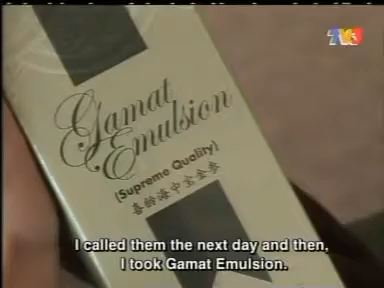 TV3
Gamat
Emulsion
(Supreme Quality)
I called them the next day and then,
I took Gamat Emulsion.